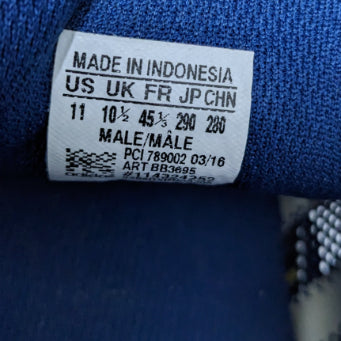 MADE IN INDONESIA
US UK FR JP CHN
11 10½ 45⅓ 290 280
MALE/MÂLE
PCI 789002 03/16
ART BB3695